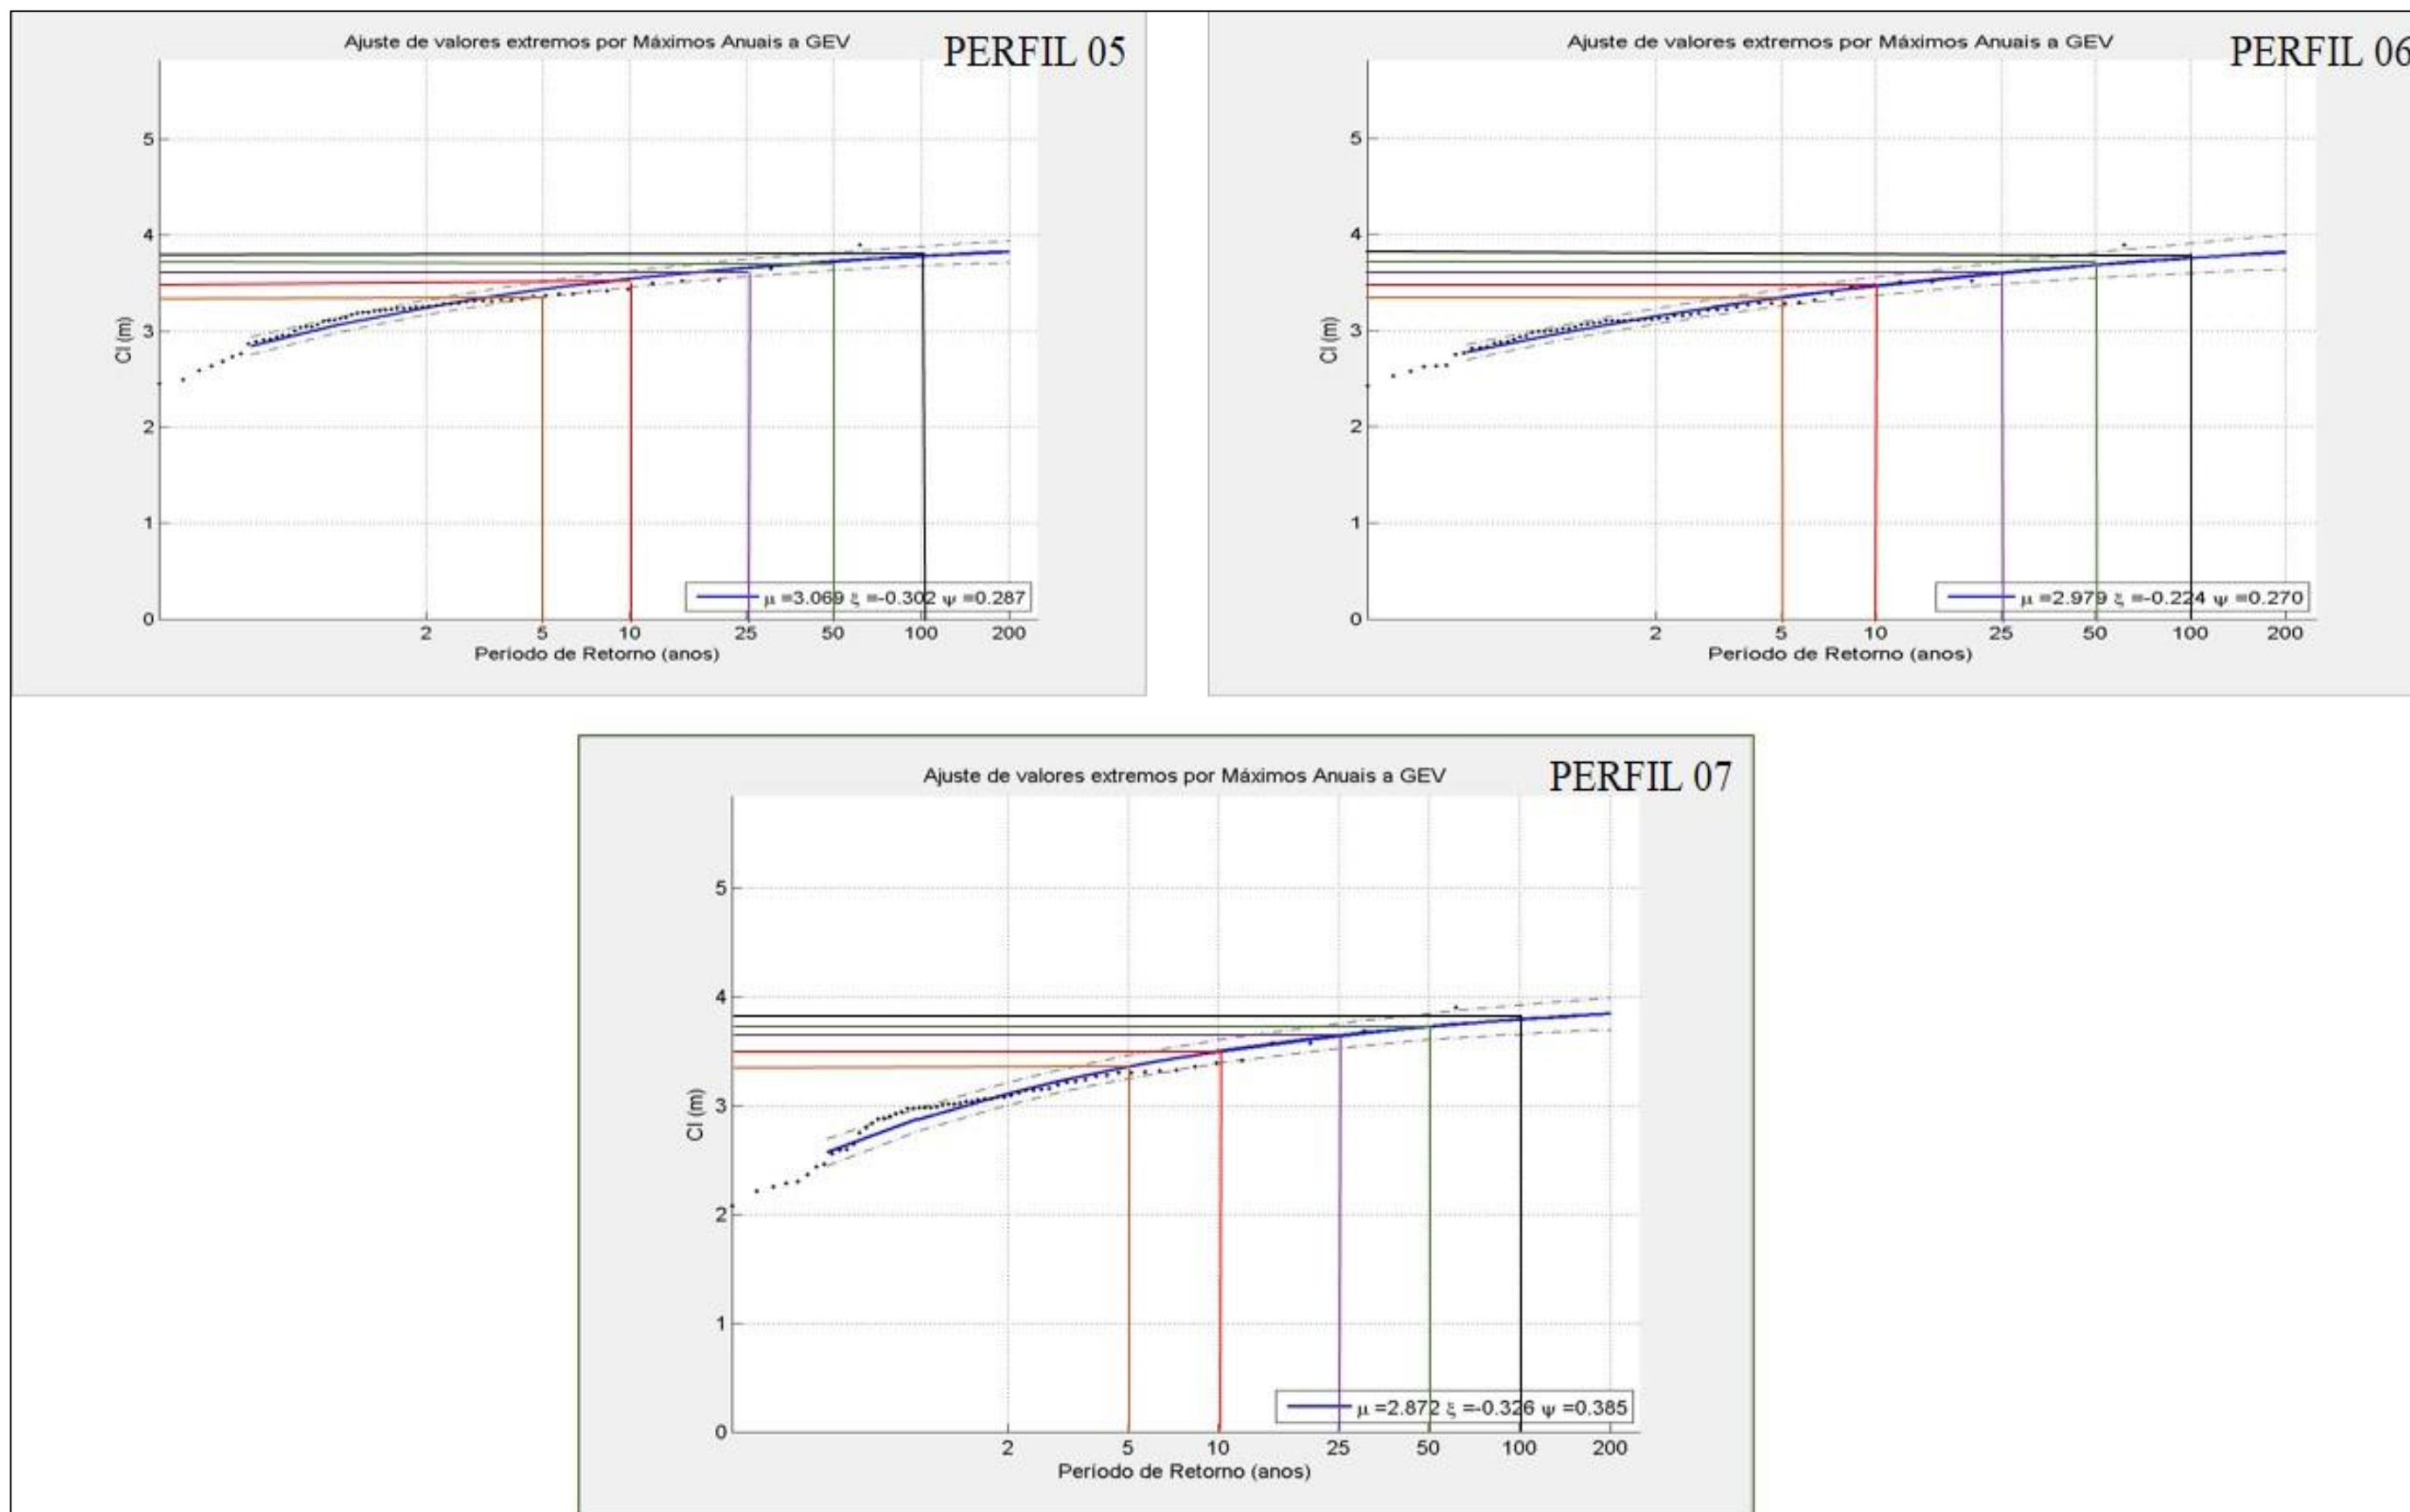 Ajuste de valores extremos por Máximos Anuais a GEV
PERFIL 05
5
4
3
2
1
0
CI (m)
2 5 10 25 50 100 200
Período de Retorno (anos)
μ =3.069 ξ =-0.302 ψ =0.287
Ajuste de valores extremos por Máximos Anuais a GEV
PERFIL 06
5
4
3
2
1
0
CI (m)
2 5 10 25 50 100 200
Período de Retorno (anos)
μ =2.979 ξ =-0.224 ψ =0.270
Ajuste de valores extremos por Máximos Anuais a GEV
PERFIL 07
5
4
3
2
1
0
CI (m)
2 5 10 25 50 100 200
Período de Retorno (anos)
μ =2.872 ξ =-0.326 ψ =0.385